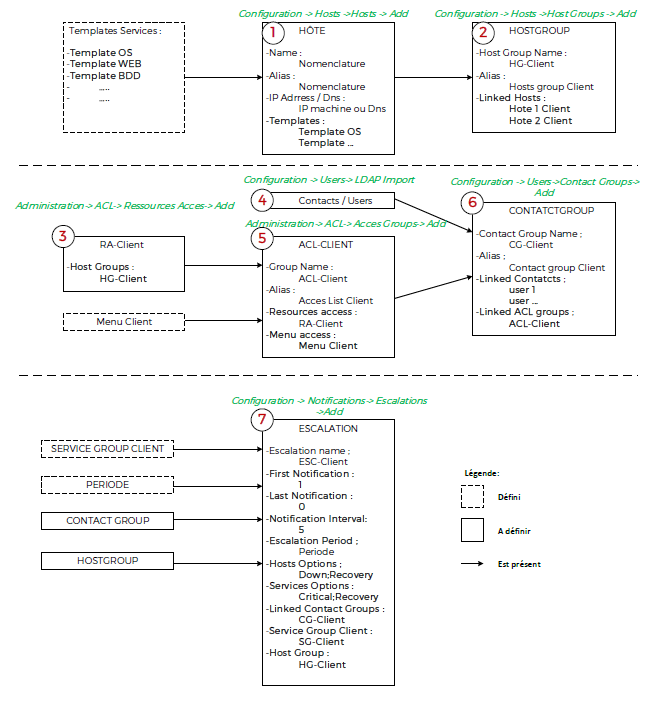 Configuration -> Hosts ->Hosts -> Add
Configuration -> Hosts ->Host Groups -> Add
Templates Services :
-Template OS
-Template WEB
-Template BDD
- .....
- .....
1
HÔTE
-Name :
Nomenclature
-Alias :
Nomenclature
-IP Adrress / Dns :
IP machine ou Dns
-Templates :
Template OS
Template ...
2
HOSTGROUP
-Host Group Name :
HG-Client
-Alias :
Hosts group Client
-Linked Hosts :
Hote 1 Client
Hote 2 Client
Configuration -> Users-> LDAP Import
4
Contacts / Users
Administration -> ACL-> Ressources Acces-> Add
3
RA-Client
-Host Groups :
HG-Client
Menu Client
Administration -> ACL-> Acces Groups-> Add
5
ACL-CLIENT
-Group Name :
ACL-Client
-Alias :
Acces List Client
-Resources access :
RA-Client
-Menu access :
Menu Client
Configuration -> Users->Contact Groups->
Add
6
CONTATCTGROUP
-Contact Group Name ;
CG-Client
-Alias ;
Contact group Client
-Linked Contatcts ;
user 1
user ...
-Linked ACL groups ;
ACL-Client
Configuration -> Notifications-> Escalations
->Add
7
ESCALATION
-Escalation name ;
ESC-Client
-First Notification :
1
-Last Notification :
0
-Notification Interval:
5
-Escalation Period ;
Periode
-Hosts Options ;
Down;Recovery
-Services Options :
Critical;Recovery
-Linked Contact Groups :
CG-Client
-Service Group Client :
SG-Client
-Host Group :
HG-Client
SERVICE GROUP CLIENT
PERIODE
CONTACT GROUP
HOSTGROUP
Légende:
Défini
A définir
Est présent